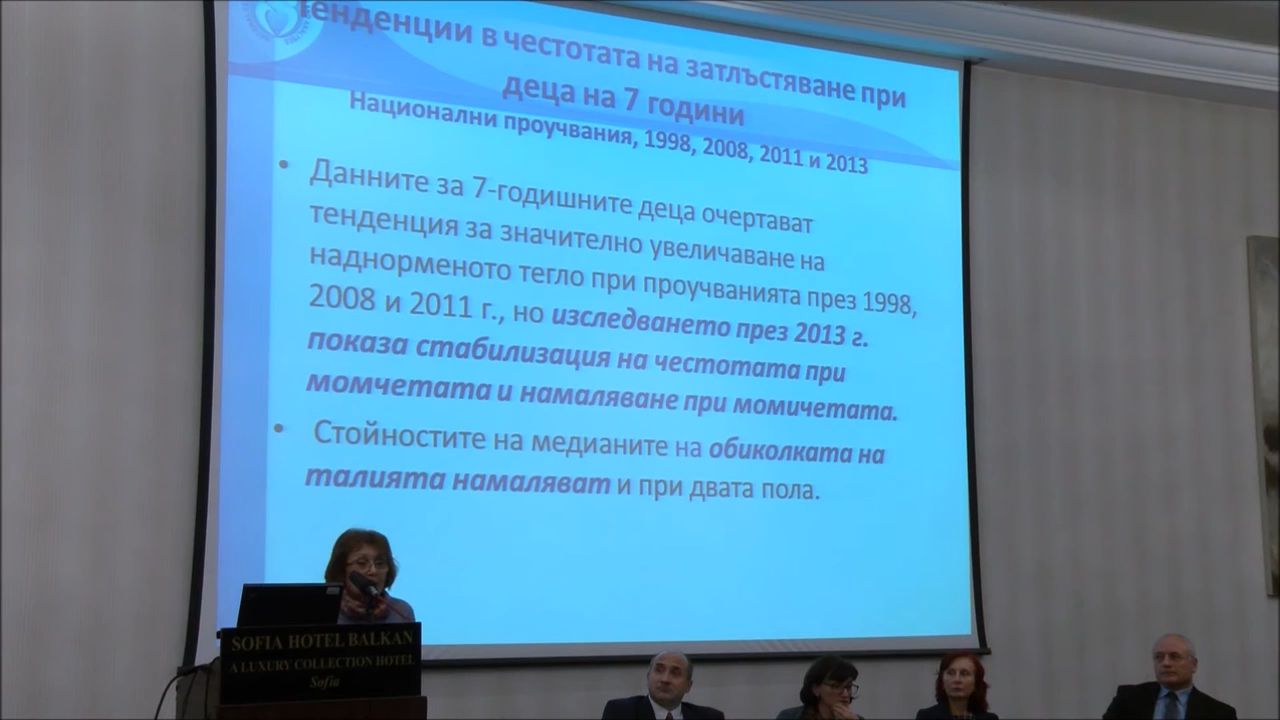 Тенденции в честотата на затлъстяване при
деца на 7 години
Национални проучвания, 1998, 2008, 2011 и 2013
• Данните за 7-годишните деца очертават
тенденция за значително увеличаване на
наднорменото тегло при проучванията през 1998,
2008 и 2011 г., но изследването през 2013 г.
показа стабилизация на честотата при
момчетата и намаляване при момичетата.
• Стойностите на медианите на обиколката на
талията намаляват и при двата пола.
SOFIA HOTEL BALKAN
A LUXURY COLLECTION HOTEL
Sofia